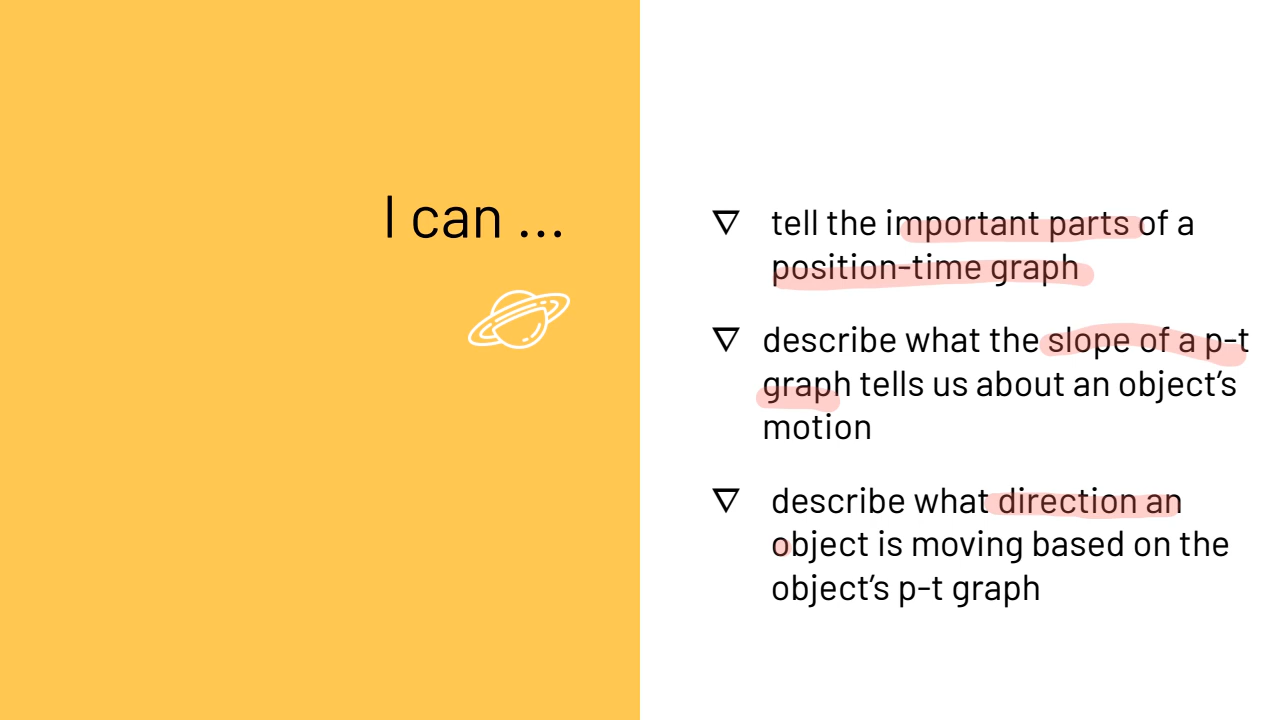 I can ...
▽ tell the important parts of a
position-time graph
▽ describe what the slope of a p-t
graph tells us about an object’s
motion
▽ describe what direction an
object is moving based on the
object’s p-t graph